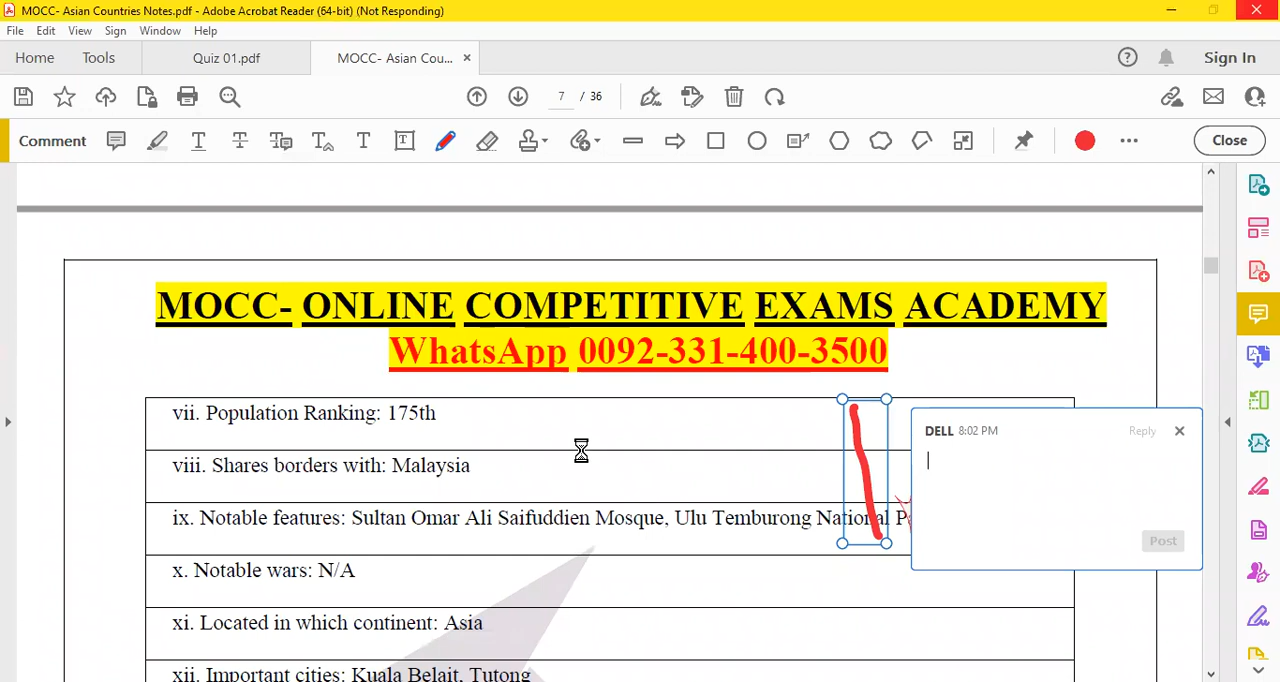 MOCC- Asian Countries Notes.pdf - Adobe Acrobat Reader (64-bit) (Not Responding)
File Edit View Sign Window Help
Home Tools Quiz 01.pdf MOCC- Asian Cou... × Sign In
7 / 36
Comment Close
MOCC- ONLINE COMPETITIVE EXAMS ACADEMY
WhatsApp 0092-331-400-3500
vii. Population Ranking: 175th
DELL 8:02 PM Reply ×
viii. Shares borders with: Malaysia
ix. Notable features: Sultan Omar Ali Saifuddien Mosque, Ulu Temburong National
Post
x. Notable wars: N/A
xi. Located in which continent: Asia
xii. Important cities: Kuala Belait, Tutong